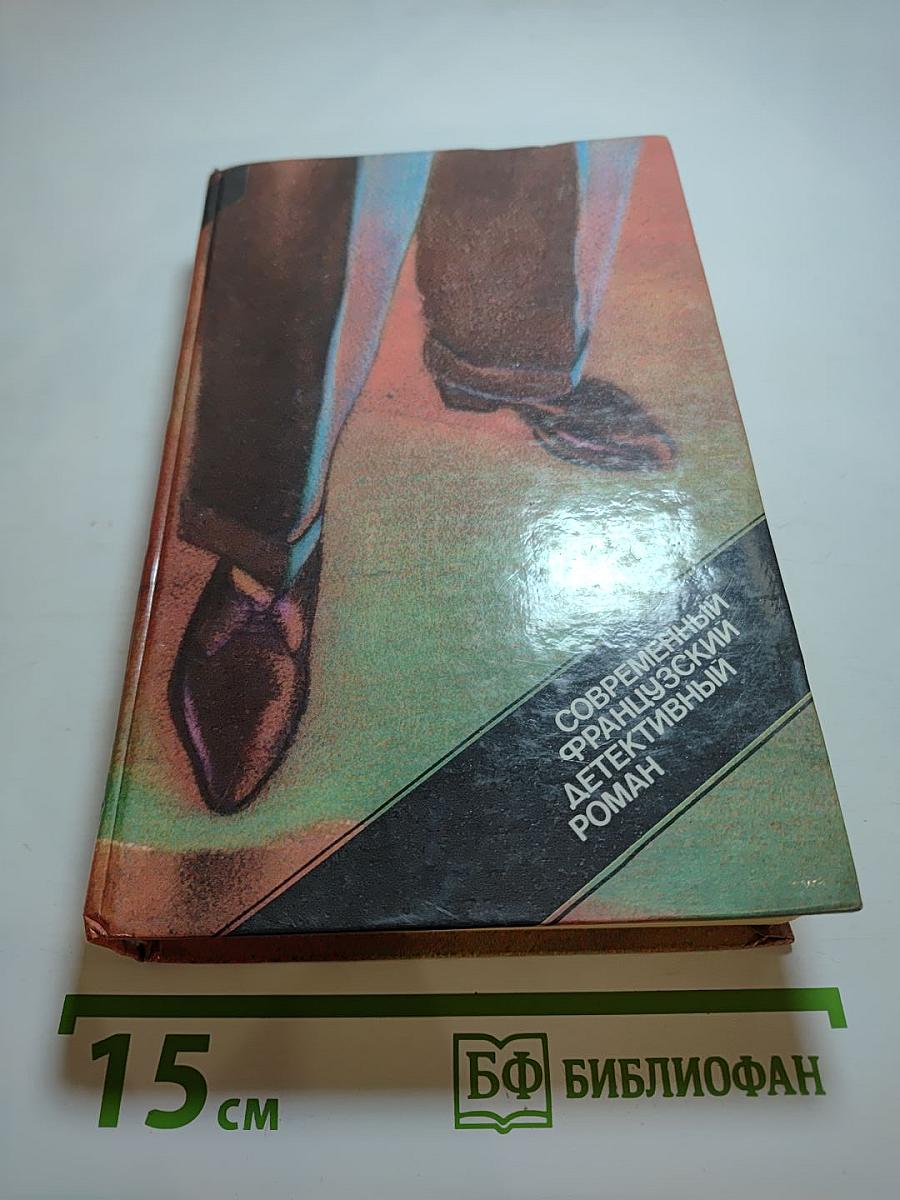 СОВРЕМЕННЫЙ
ФРАНЦУЗСКИЙ
ДЕТЕКТИВНЫЙ
РОМАН
15 см
БФ БИБЛИОФАН